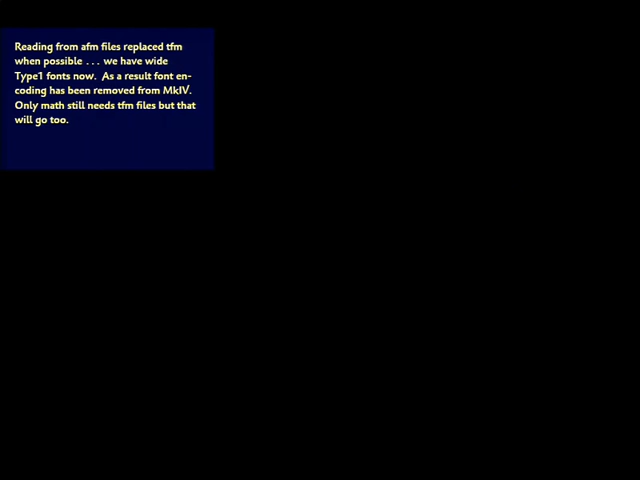 Reading from afm files replaced tfm
when possible ... we have wide
Type1 fonts now. As a result font en-
coding has been removed from MkIV.
Only math still needs tfm files but that
will go too.